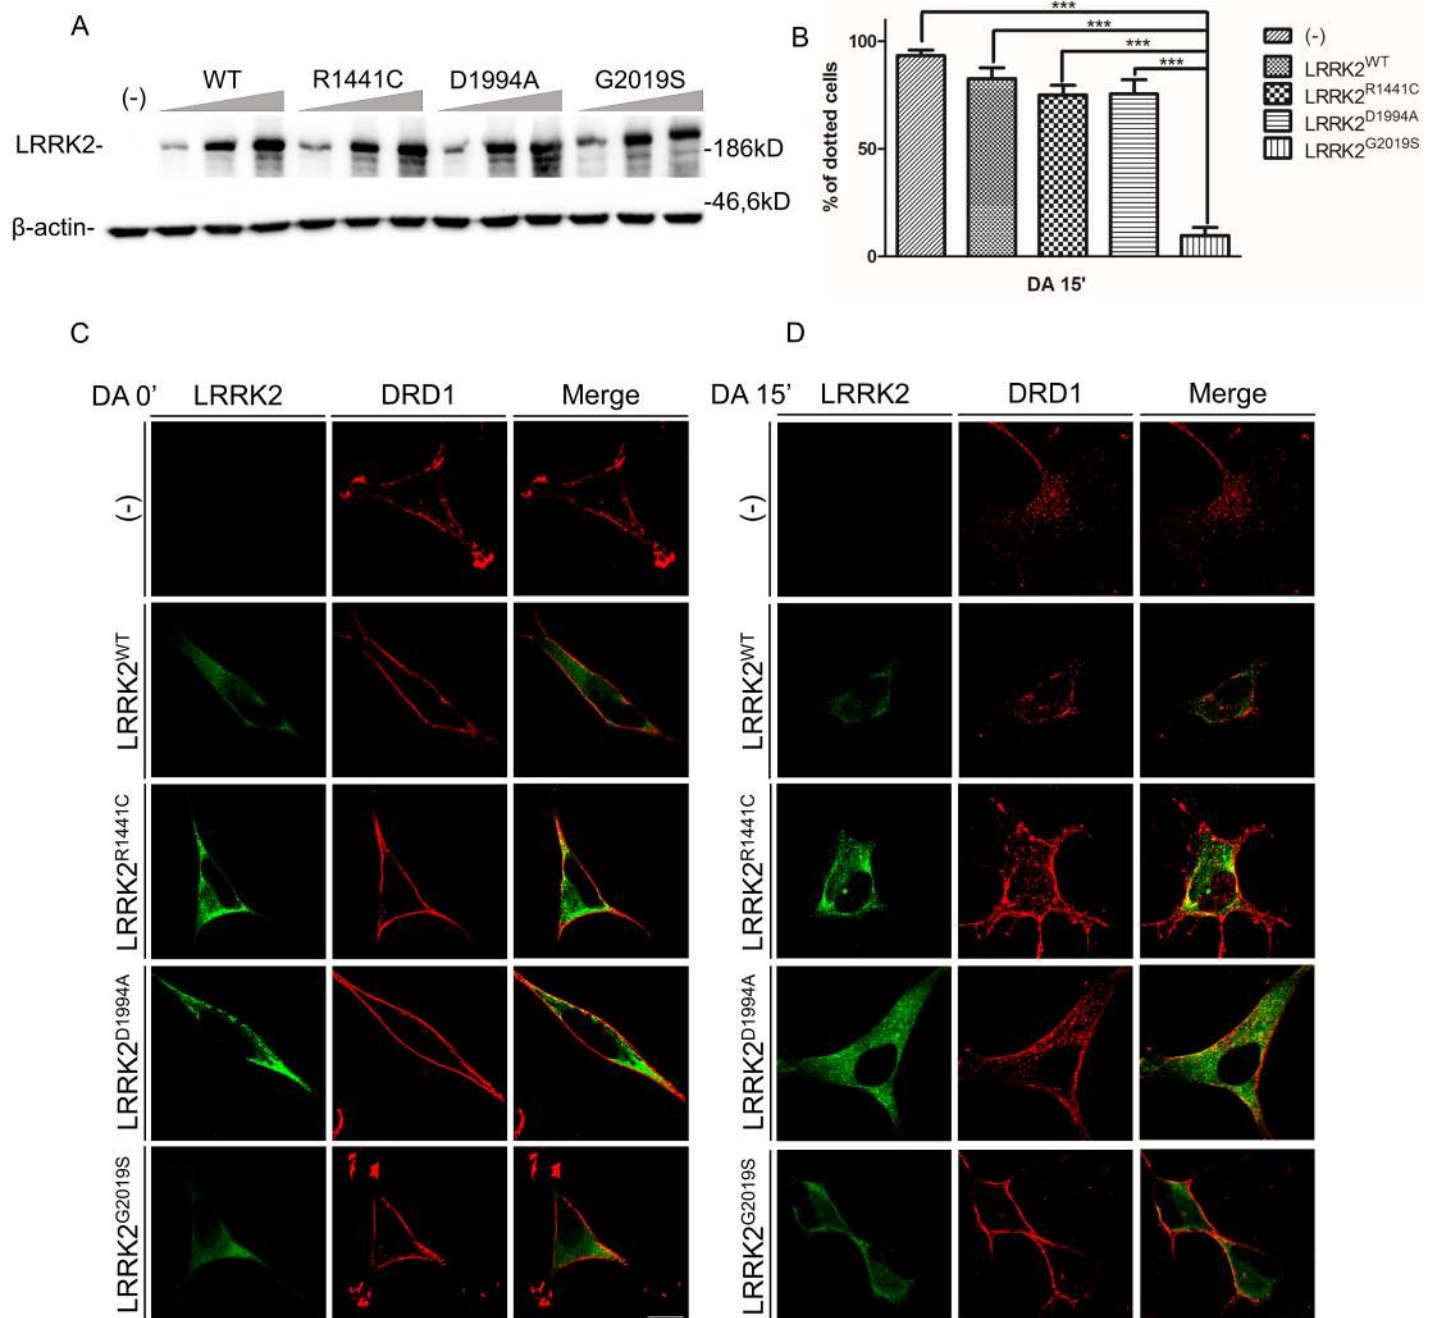 A
WT R1441C D1994A G2019S
(-)
LRRK2-
-186kD
-46,6kD
β-actin-
B
***
***
***
***
100
50
0
% of dotted cells
DA 15'
(-)
LRRK2WT
LRRK2R1441C
LRRK2D1994A
LRRK2G2019S
C
DA 0’ LRRK2 DRD1 Merge
(-)
LRRK2WT
LRRK2R1441C
LRRK2D1994A
LRRK2G2019S
D
DA 15’ LRRK2 DRD1 Merge
(-)
LRRK2WT
LRRK2R1441C
LRRK2D1994A
LRRK2G2019S